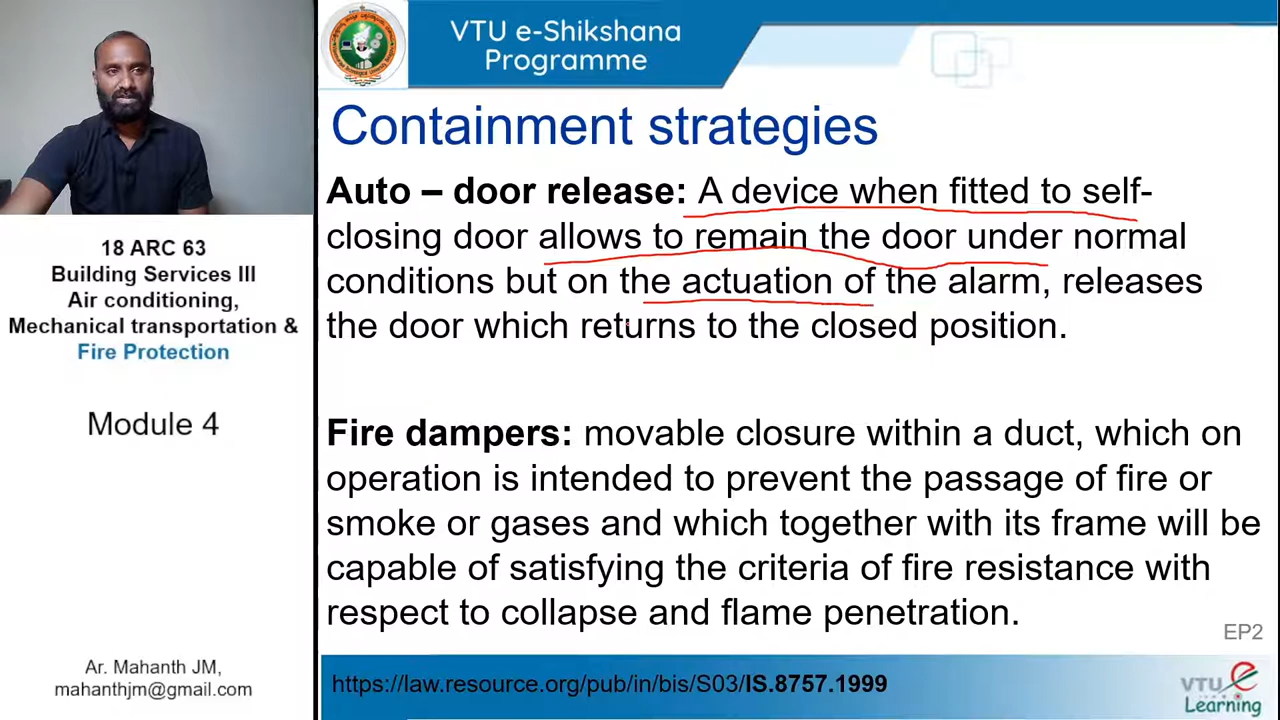 VTU e-Shikshana
Programme
Containment strategies
Auto – door release: A device when fitted to self-
closing door allows to remain the door under normal
conditions but on the actuation of the alarm, releases
the door which returns to the closed position.
Fire dampers: movable closure within a duct, which on
operation is intended to prevent the passage of fire or
smoke or gases and which together with its frame will be
capable of satisfying the criteria of fire resistance with
respect to collapse and flame penetration.
EP2
18 ARC 63
Building Services III
Air conditioning,
Mechanical transportation &
Fire Protection
Module 4
Ar. Mahanth JM,
mahanthjm@gmail.com
https://law.resource.org/pub/in/bis/S03/IS.8757.1999
VTU
Learning